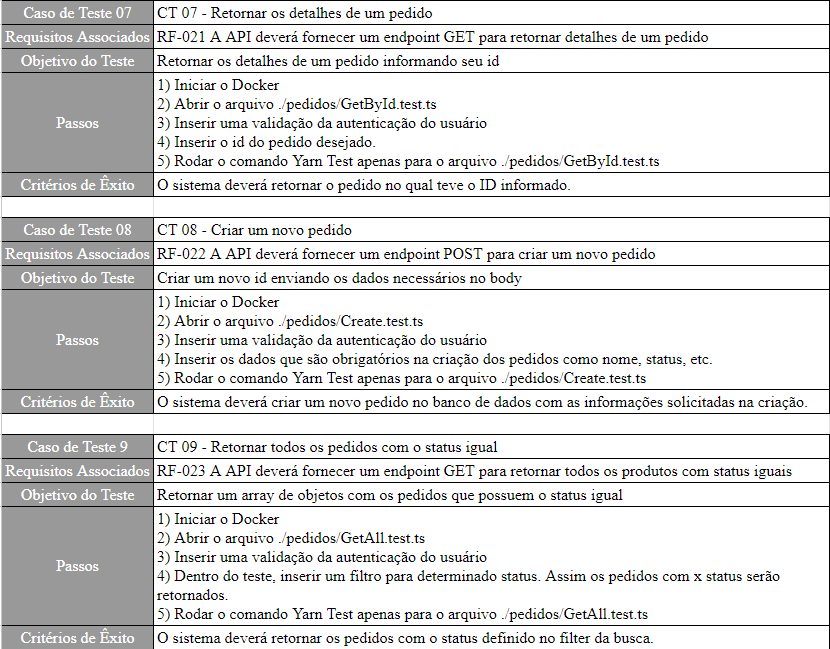 Caso de Teste 07 CT 07 - Retornar os detalhes de um pedido
Requisitos Associados RF-021 A API deverá fornecer um endpoint GET para retornar detalhes de um pedido
Objetivo do Teste Retornar os detalhes de um pedido informando seu id
Passos
1) Iniciar o Docker
2) Abrir o arquivo ./pedidos/GetById.test.ts
3) Inserir uma validação da autenticação do usuário
4) Inserir o id do pedido desejado.
5) Rodar o comando Yarn Test apenas para o arquivo ./pedidos/GetById.test.ts
Critérios de Êxito O sistema deverá retornar o pedido no qual teve o ID informado.
Caso de Teste 08 CT 08 - Criar um novo pedido
Requisitos Associados RF-022 A API deverá fornecer um endpoint POST para criar um novo pedido
Objetivo do Teste Criar um novo id enviando os dados necessários no body
Passos
1) Iniciar o Docker
2) Abrir o arquivo ./pedidos/Create.test.ts
3) Inserir uma validação da autenticação do usuário
4) Inserir os dados que são obrigatórios na criação dos pedidos como nome, status, etc.
5) Rodar o comando Yarn Test apenas para o arquivo ./pedidos/Create.test.ts
Critérios de Êxito O sistema deverá criar um novo pedido no banco de dados com as informações solicitadas na criação.
Caso de Teste 9 CT 09 - Retornar todos os pedidos com o status igual
Requisitos Associados RF-023 A API deverá fornecer um endpoint GET para retornar todos os produtos com status iguais
Objetivo do Teste Retornar um array de objetos com os pedidos que possuem o status igual
Passos
1) Iniciar o Docker
2) Abrir o arquivo ./pedidos/GetAll.test.ts
3) Inserir uma validação da autenticação do usuário
4) Dentro do teste, inserir um filtro para determinado status. Assim os pedidos com x status serão
retornados.
5) Rodar o comando Yarn Test apenas para o arquivo ./pedidos/GetAll.test.ts
Critérios de Êxito O sistema deverá retornar os pedidos com o status definido no filter da busca.